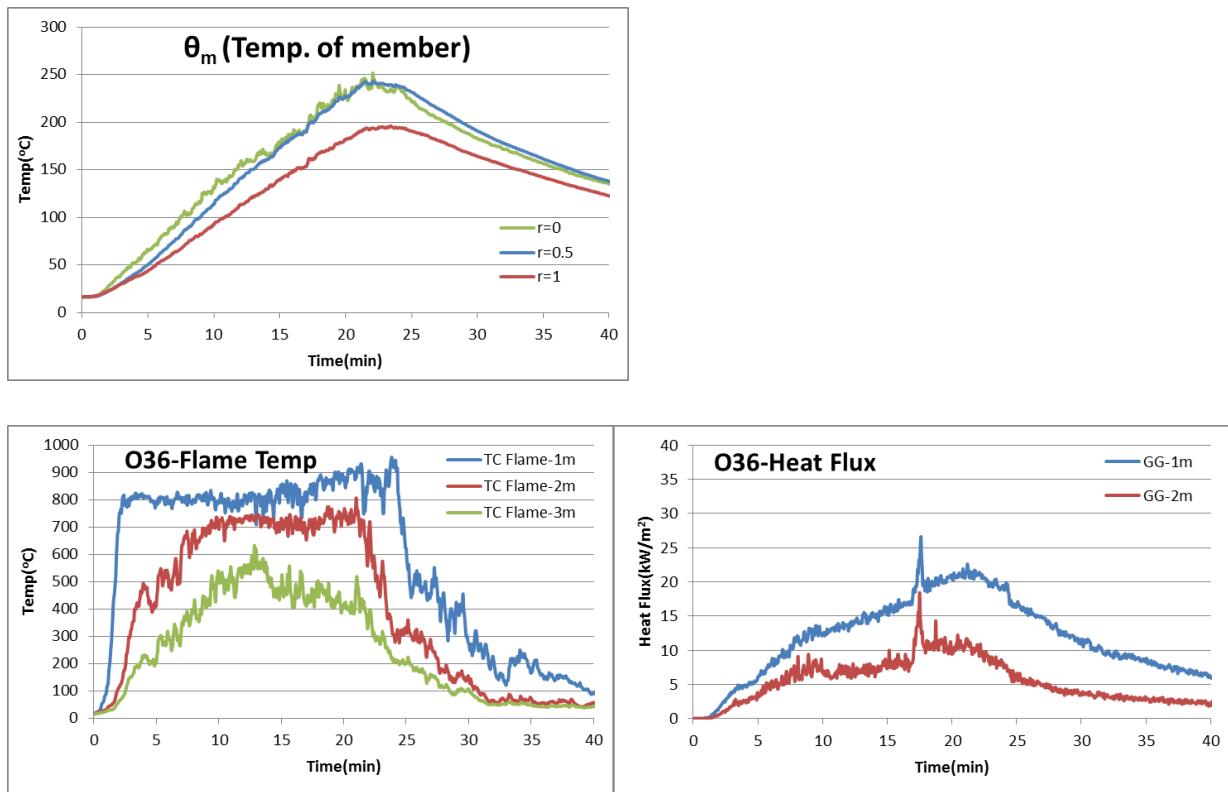 θm (Temp. of member)
300
250
200
150
100
50
0
Temp(ºC)
r=0
r=0.5
r=1
0 5 10 15 20 25 30 35 40
Time(min)
O36-Flame Temp
1000
900
800
700
600
500
400
300
200
100
0
Temp(ºC)
TC Flame-1m
TC Flame-2m
TC Flame-3m
0 5 10 15 20 25 30 35 40
Time(min)
O36-Heat Flux
40
35
30
25
20
15
10
5
0
Heat Flux(kW/m²)
GG-1m
GG-2m
0 5 10 15 20 25 30 35 40
Time(min)